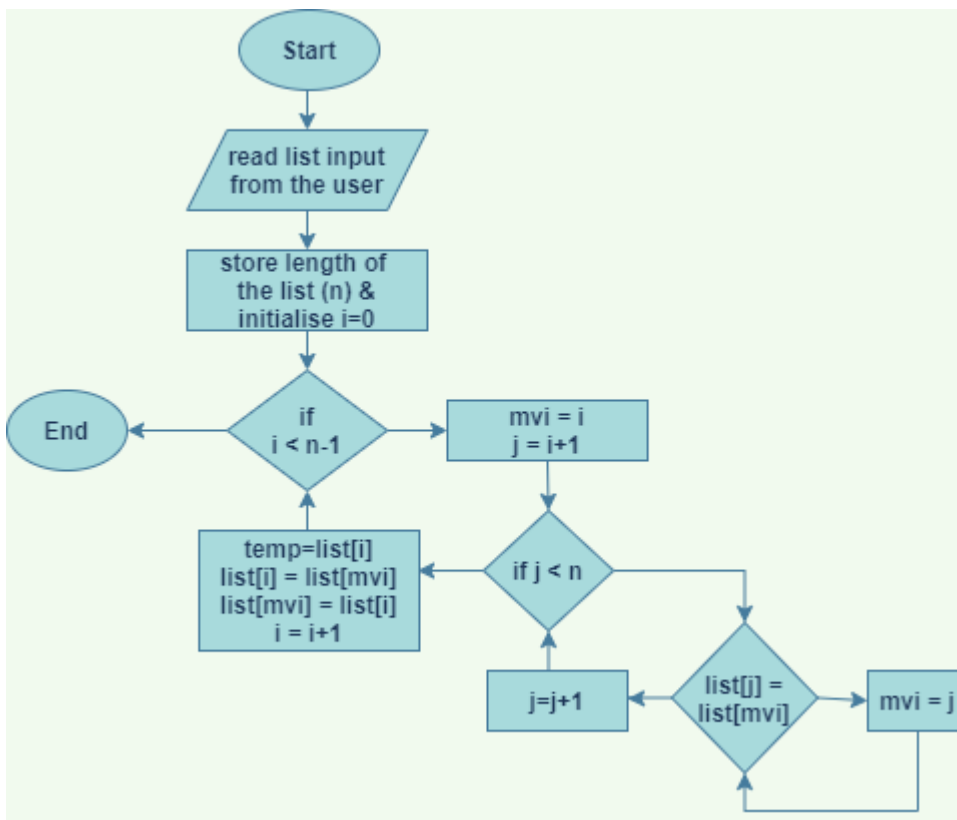 Start
read list input
from the user
store length of
the list (n) &
initialise i=0
if
i < n-1
End
mvi = i
j = i+1
if j < n
temp=list[i]
list[i] = list[mvi]
list[mvi] = list[i]
i = i+1
list[j] =
list[mvi]
mvi = j
j=j+1